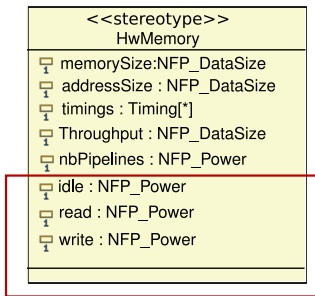 <<stereotype>>
HwMemory
memorySize:NFP_DataSize
addressSize : NFP_DataSize
timings : Timing[*]
Throughput : NFP_DataSize
nbPipelines : NFP_Power
idle : NFP_Power
read : NFP_Power
write : NFP_Power